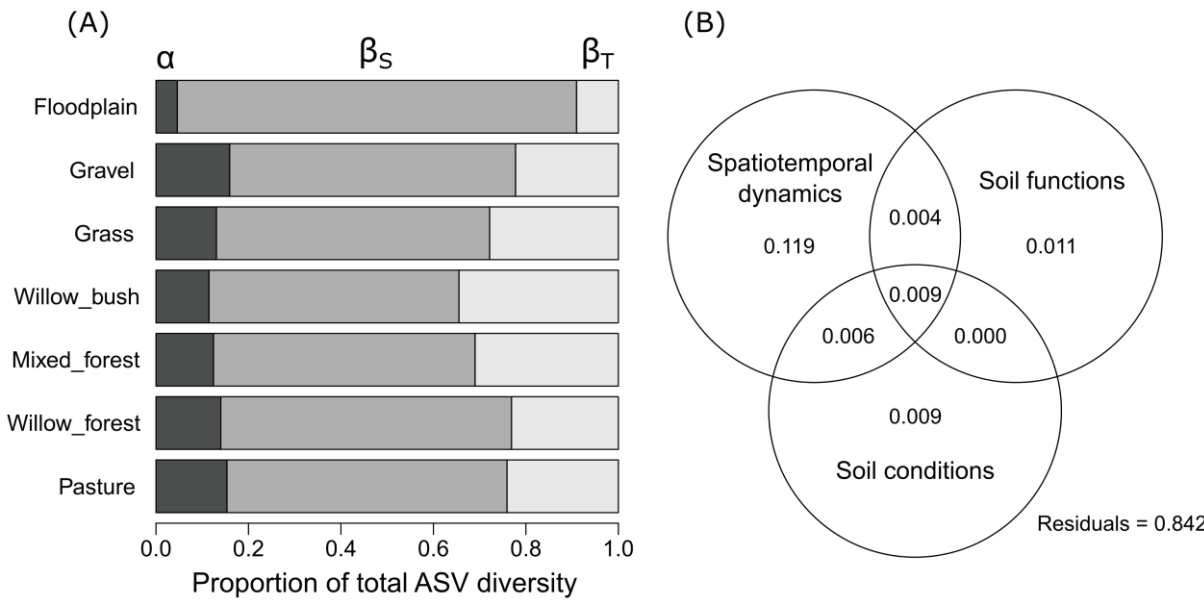 (A)
α βS βT
Floodplain
Gravel
Grass
Willow_bush
Mixed_forest
Willow_forest
Pasture
0.0 0.2 0.4 0.6 0.8 1.0
Proportion of total ASV diversity
(B)
Spatiotemporal
dynamics
0.119
Soil functions
0.011
0.004
0.009
0.006
0.000
0.009
Soil conditions
Residuals = 0.842